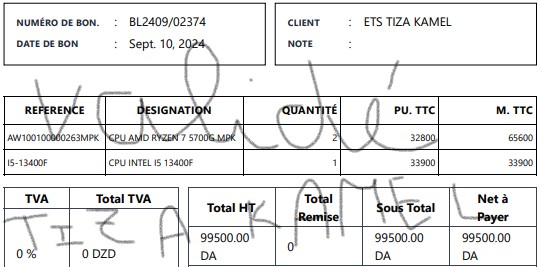 NUMÉRO DE BON. : BL2409/02374
DATE DE BON : Sept. 10, 2024
CLIENT : ETS TIZA KAMEL
NOTE :
Validé
REFERENCE DESIGNATION QUANTITÉ PU. TTC M. TTC
AW100100000263MPK CPU AMD RYZEN 7 5700G MPK 2 32800 65600
I5-13400F CPU INTEL I5 13400F 1 33900 33900
TVA Total TVA
0 % 0 DZD
Total HT Total Remise Sous Total Net à Payer
99500.00 DA 0 99500.00 DA 99500.00 DA
TIZA KAMEL